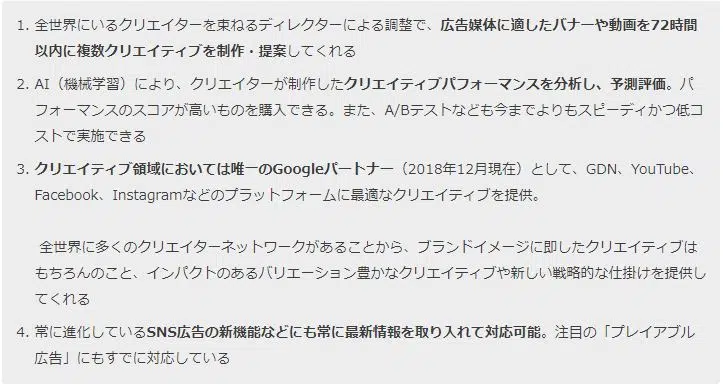 1. 全世界にいるクリエイターを束ねるディレクターによる調整で、広告媒体に適したバナーや動画を72時間
以内に複数クリエイティブを制作・提案してくれる
2. AI（機械学習）により、クリエイターが制作したクリエイティブパフォーマンスを分析し、予測評価。パ
フォーマンスのスコアが高いものを購入できる。また、A/Bテストなども今までよりもスピーディかつ低コ
ストで実施できる
3. クリエイティブ領域においては唯一のGoogleパートナー（2018年12月現在）として、GDN、YouTube、
Facebook、Instagramなどのプラットフォームに最適なクリエイティブを提供。
全世界に多くのクリエイターネットワークがあることから、ブランドイメージに即したクリエイティブは
もちろんのこと、インパクトのあるバリエーション豊かなクリエイティブや新しい戦略的な仕掛けを提供し
てくれる
4. 常に進化しているSNS広告の新機能などにも常に最新情報を取り入れて対応可能。注目の「プレイアブル
広告」にもすでに対応している